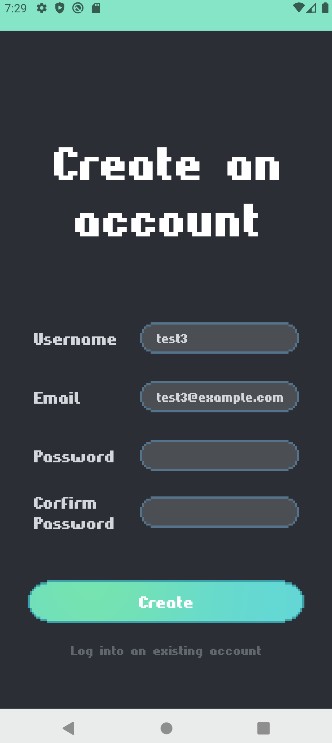 7:29
Create an
account
Username
test3
Email
test3@example.com
Password
Confirm
Password
Create
Log into an existing account